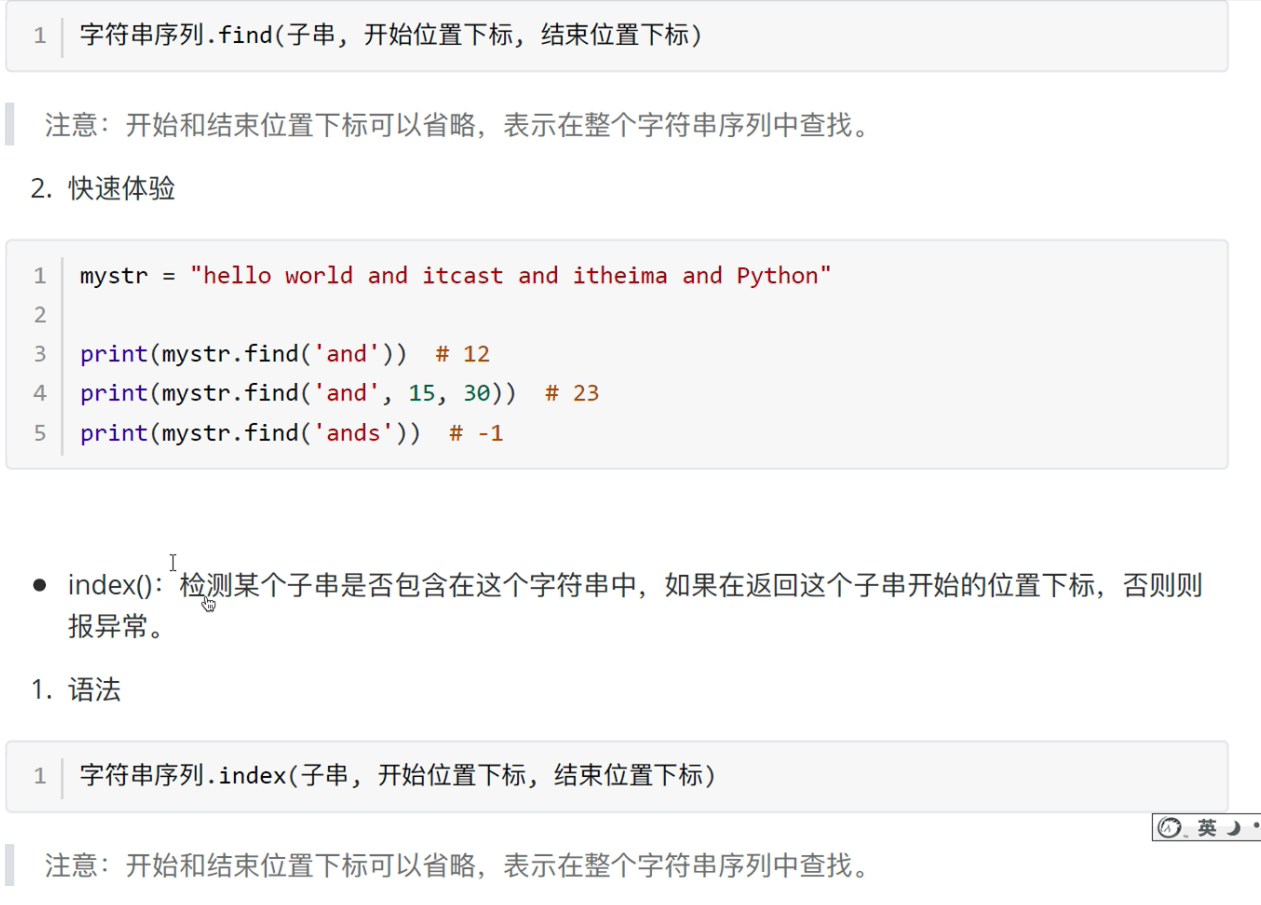 1 字符串序列.find(子串, 开始位置下标, 结束位置下标)
注意：开始和结束位置下标可以省略，表示在整个字符串序列中查找。
2. 快速体验
1 mystr = "hello world and itcast and itheima and Python"
2
3 print(mystr.find('and'))  # 12
4 print(mystr.find('and', 15, 30))  # 23
5 print(mystr.find('ands'))  # -1
● index()：检测某个子串是否包含在这个字符串中，如果在返回这个子串开始的位置下标，否则则
报异常。
1. 语法
1 字符串序列.index(子串, 开始位置下标, 结束位置下标)
英
注意：开始和结束位置下标可以省略，表示在整个字符串序列中查找。